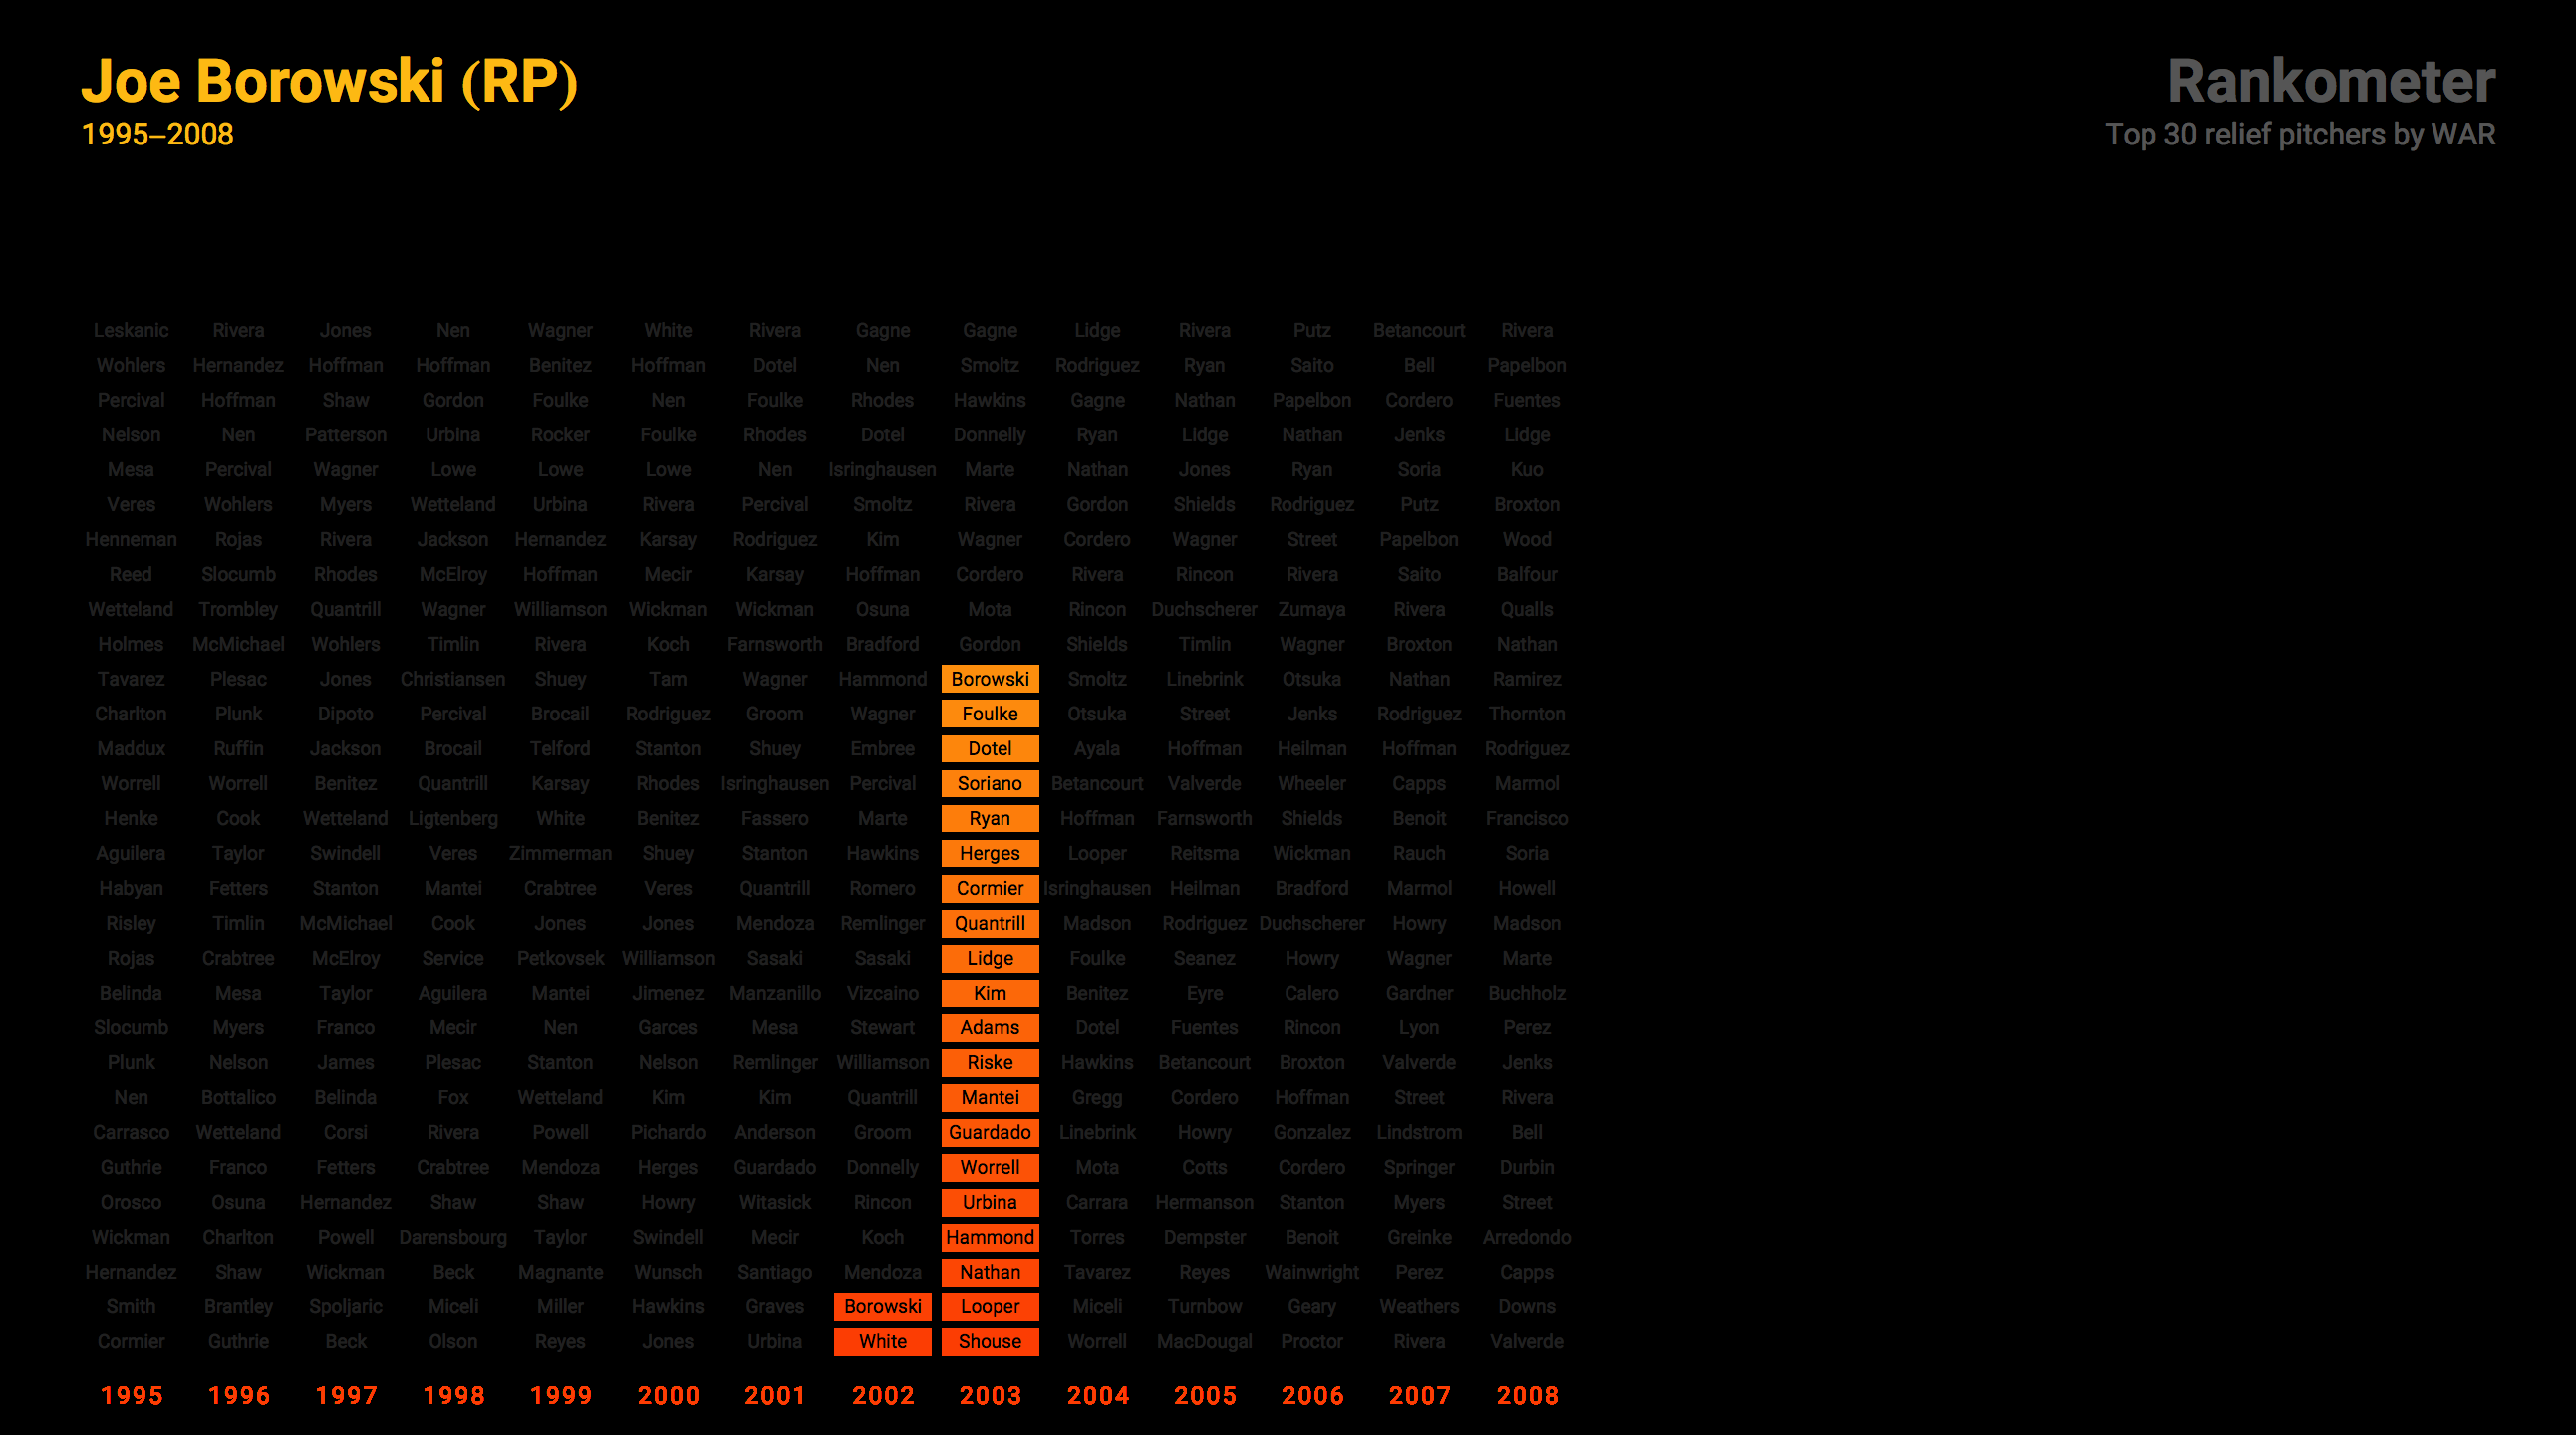 Joe Borowski (RP)
1995–2008
Rankometer
Top 30 relief pitchers by WAR
Leskanic Rivera Jones Nen Wagner White Rivera Gagne Gagne Lidge Rivera Putz Betancourt Rivera
Wohlers Hernandez Hoffman Hoffman Benitez Hoffman Dotel Nen Smoltz Rodriguez Ryan Saito Bell Papelbon
Percival Hoffman Shaw Gordon Foulke Nen Foulke Rhodes Hawkins Gagne Nathan Papelbon Cordero Fuentes
Nelson Nen Patterson Urbina Rocker Foulke Rhodes Dotel Donnelly Ryan Lidge Nathan Jenks Lidge
Mesa Percival Wagner Lowe Lowe Lowe Nen Isringhausen Marte Nathan Jones Ryan Soria Kuo
Veres Wohlers Myers Wetteland Urbina Rivera Percival Smoltz Rivera Gordon Shields Rodriguez Putz Broxton
Henneman Rojas Rivera Jackson Hernandez Karsay Rodriguez Kim Wagner Cordero Wagner Street Papelbon Wood
Reed Slocumb Rhodes McElroy Hoffman Mecir Karsay Hoffman Cordero Rivera Rincon Rivera Saito Balfour
Wetteland Trombley Quantrill Wagner Williamson Wickman Wickman Osuna Mota Rincon Duchscherer Zumaya Rivera Qualls
Holmes McMichael Wohlers Timlin Rivera Koch Farnsworth Bradford Gordon Shields Timlin Wagner Broxton Nathan
Tavarez Plesac Jones Christiansen Shuey Tam Wagner Hammond Borowski Smoltz Linebrink Otsuka Nathan Ramirez
Charlton Plunk Dipoto Percival Brocail Rodriguez Groom Wagner Foulke Otsuka Street Jenks Rodriguez Thornton
Maddux Ruffin Jackson Brocail Telford Stanton Shuey Embree Dotel Ayala Hoffman Heilman Hoffman Rodriguez
Worrell Worrell Benitez Quantrill Karsay Rhodes Isringhausen Percival Soriano Betancourt Valverde Wheeler Capps Marmol
Henke Cook Wetteland Ligtenberg White Benitez Fassero Marte Ryan Hoffman Farnsworth Shields Benoit Francisco
Aguilera Taylor Swindell Veres Zimmerman Shuey Stanton Hawkins Herges Looper Reitsma Wickman Rauch Soria
Habyan Fetters Stanton Mantei Crabtree Veres Quantrill Romero Cormier Isringhausen Heilman Bradford Marmol Howell
Risley Timlin McMichael Cook Jones Jones Mendoza Remlinger Quantrill Madson Rodriguez Duchscherer Howry Madson
Rojas Crabtree McElroy Service Petkovsek Williamson Sasaki Sasaki Lidge Foulke Seanez Howry Wagner Marte
Belinda Mesa Taylor Aguilera Mantei Jimenez Manzanillo Vizcaino Kim Benitez Eyre Calero Gardner Buchholz
Slocumb Myers Franco Mecir Nen Garces Mesa Stewart Adams Dotel Fuentes Rincon Lyon Perez
Plunk Nelson James Plesac Stanton Nelson Remlinger Williamson Riske Hawkins Betancourt Broxton Valverde Jenks
Nen Bottalico Belinda Fox Wetteland Kim Kim Quantrill Mantei Gregg Cordero Hoffman Street Rivera
Carrasco Wetteland Corsi Rivera Powell Pichardo Anderson Groom Guardado Linebrink Howry Gonzalez Lindstrom Bell
Guthrie Franco Fetters Crabtree Mendoza Herges Guardado Donnelly Worrell Mota Cotts Cordero Springer Durbin
Orosco Osuna Hernandez Shaw Shaw Howry Witasick Rincon Urbina Carrara Hermanson Stanton Myers Street
Wickman Charlton Powell Darensbourg Taylor Swindell Mecir Koch Hammond Torres Dempster Benoit Greinke Arredondo
Hernandez Shaw Wickman Beck Magnante Wunsch Santiago Mendoza Nathan Tavarez Reyes Wainwright Perez Capps
Smith Brantley Spoljaric Miceli Miller Hawkins Graves Borowski Looper Miceli Turnbow Geary Weathers Downs
Cormier Guthrie Beck Olson Reyes Jones Urbina White Shouse Worrell MacDougal Proctor Rivera Valverde
1995 1996 1997 1998 1999 2000 2001 2002 2003 2004 2005 2006 2007 2008